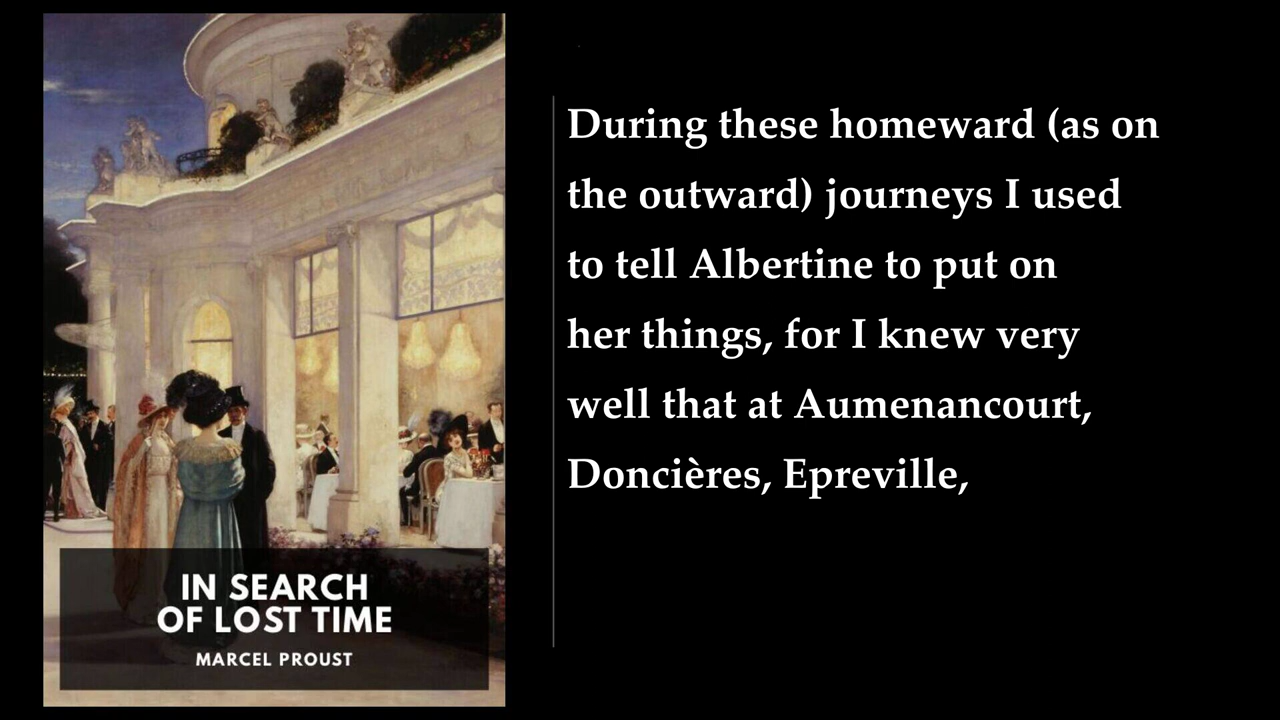 IN SEARCH
OF LOST TIME
MARCEL PROUST
During these homeward (as on
the outward) journeys I used
to tell Albertine to put on
her things, for I knew very
well that at Aumenancourt,
Doncières, Epreville,